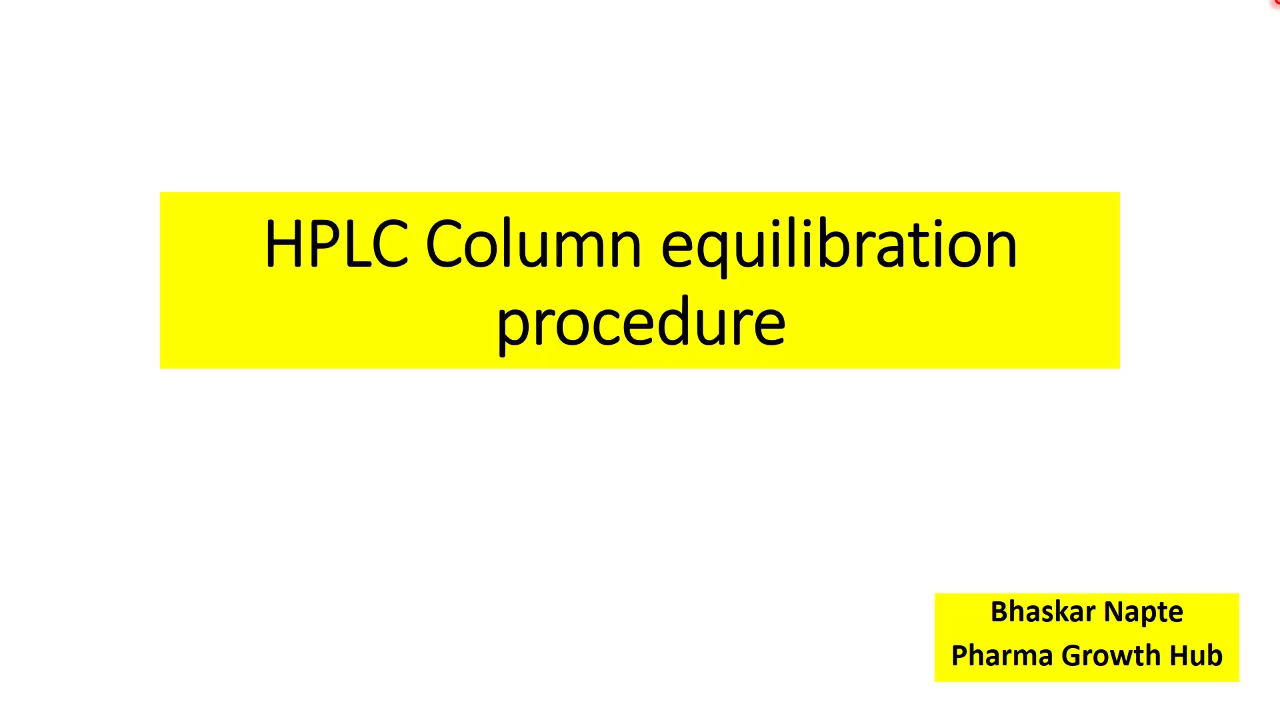 HPLC Column equilibration
procedure
Bhaskar Napte
Pharma Growth Hub